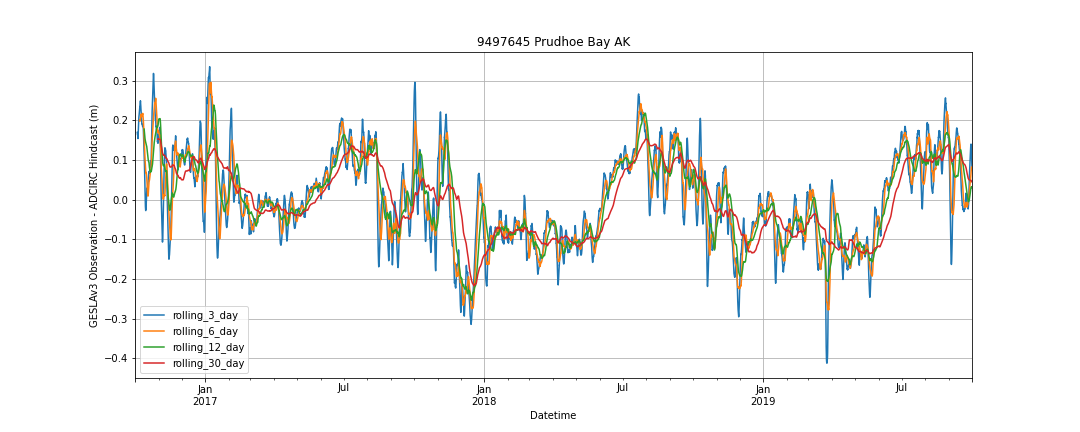 9497645 Prudhoe Bay AK
GESLAv3 Observation - ADCIRC Hindcast (m)
0.3
0.2
0.1
0.0
−0.1
−0.2
−0.3
−0.4
rolling_3_day
rolling_6_day
rolling_12_day
rolling_30_day
Jan
2017
Jul
Jan
2018
Jul
Jan
2019
Jul
Datetime